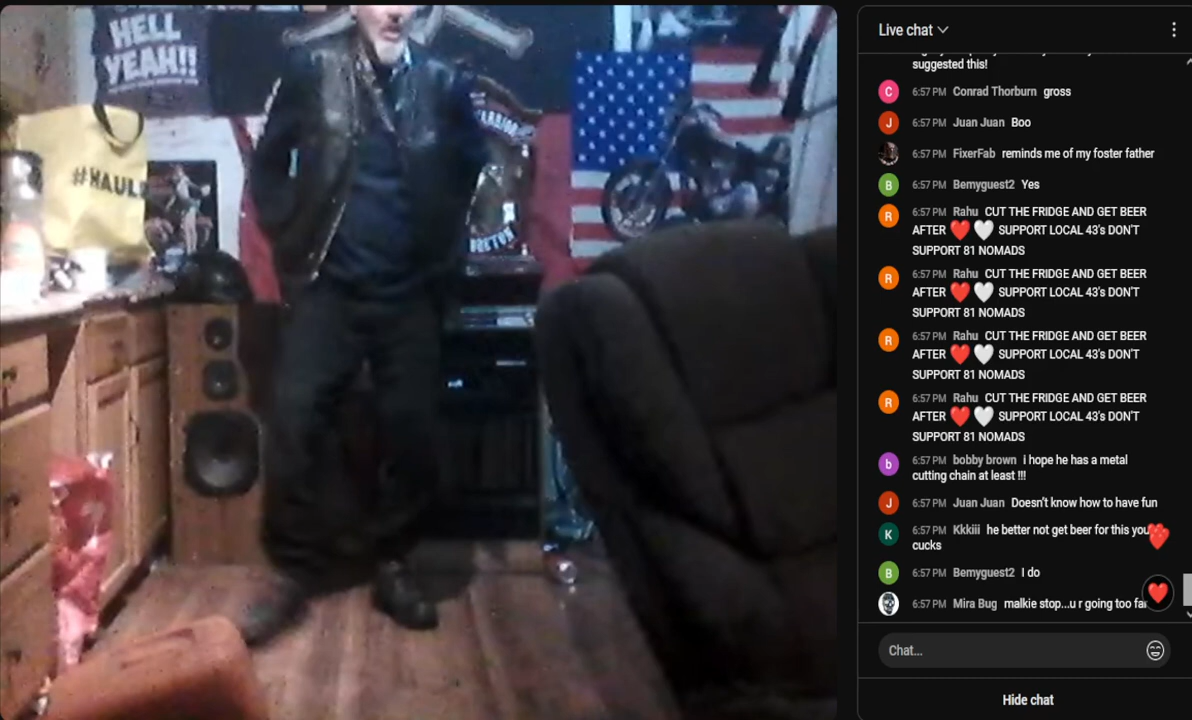 HELL
YEAH!!
#HAUL
Live chat
suggested this!
6:57 PM Conrad Thorburn gross
6:57 PM Juan Juan Boo
6:57 PM FixerFab reminds me of my foster father
6:57 PM Bemyguest2 Yes
6:57 PM Rahu CUT THE FRIDGE AND GET BEER
AFTER ❤️ 🤍 SUPPORT LOCAL 43's DON'T
SUPPORT 81 NOMADS
6:57 PM Rahu CUT THE FRIDGE AND GET BEER
AFTER ❤️ 🤍 SUPPORT LOCAL 43's DON'T
SUPPORT 81 NOMADS
6:57 PM Rahu CUT THE FRIDGE AND GET BEER
AFTER ❤️ 🤍 SUPPORT LOCAL 43's DON'T
SUPPORT 81 NOMADS
6:57 PM Rahu CUT THE FRIDGE AND GET BEER
AFTER ❤️ 🤍 SUPPORT LOCAL 43's DON'T
SUPPORT 81 NOMADS
6:57 PM bobby brown i hope he has a metal
cutting chain at least !!!
6:57 PM Juan Juan Doesn't know how to have fun
6:57 PM Kkkiii he better not get beer for this you
cucks
6:57 PM Bemyguest2 I do
6:57 PM Mira Bug malkie stop...u r going too far
Chat...
Hide chat